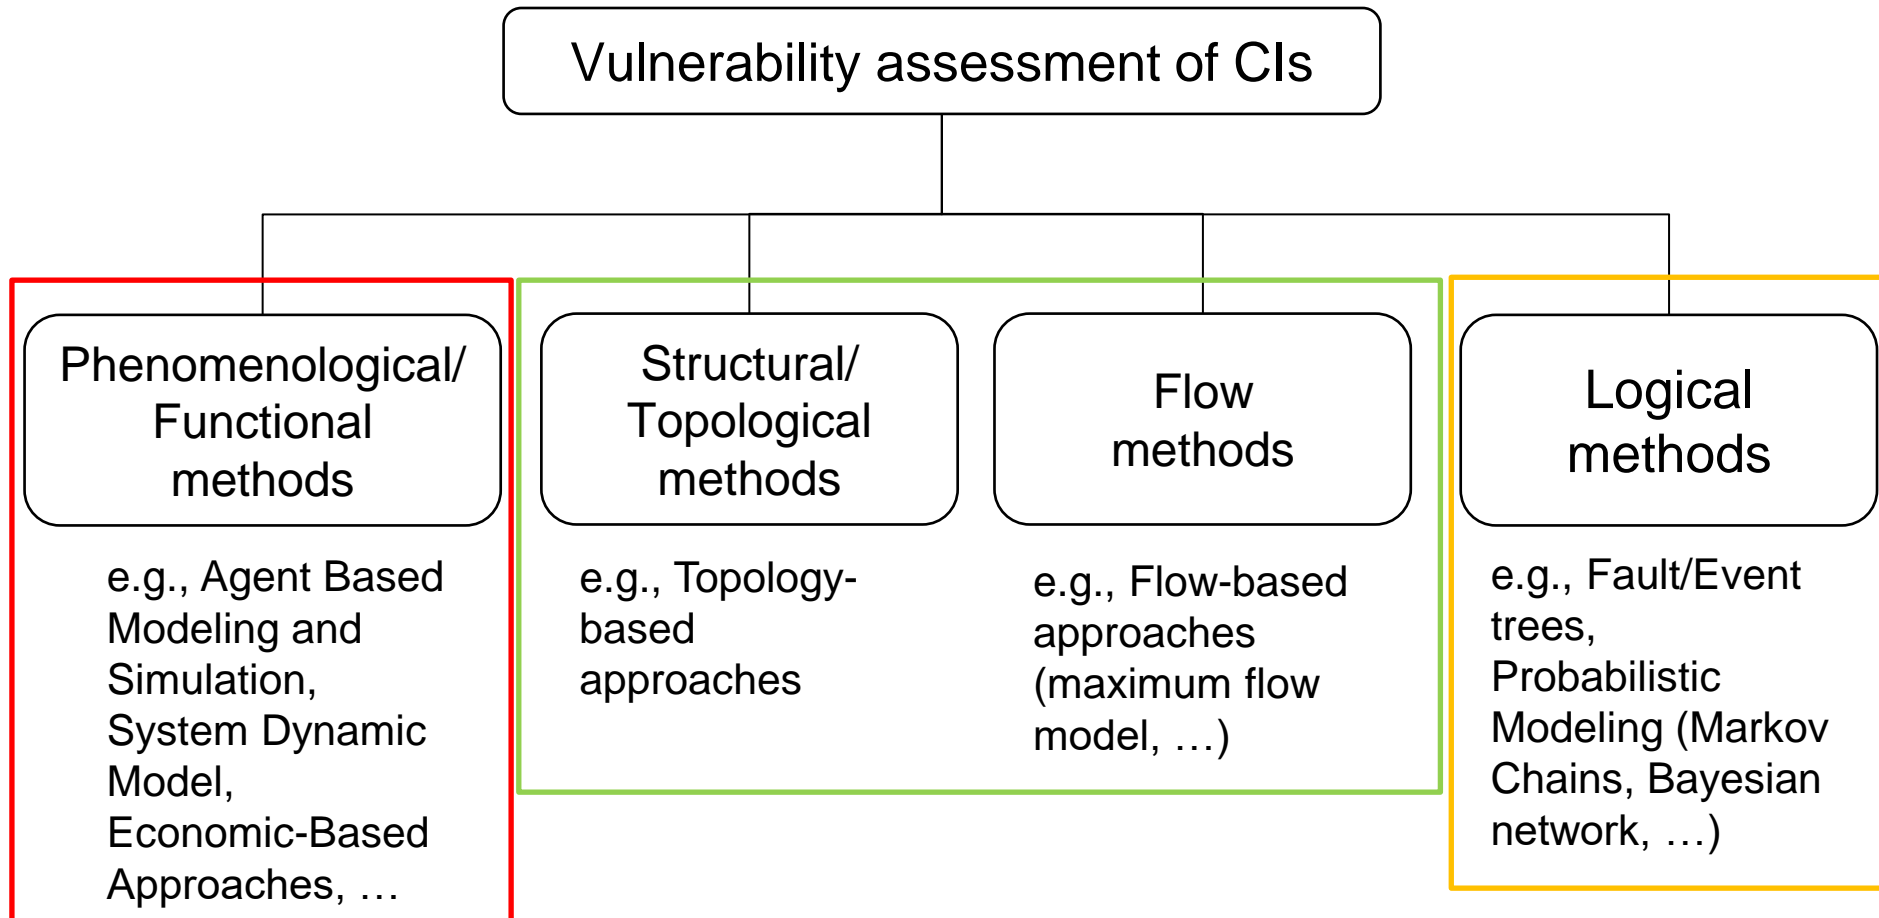 Vulnerability assessment of CIs
Phenomenological/
Functional
methods
e.g., Agent Based
Modeling and
Simulation,
System Dynamic
Model,
Economic-Based
Approaches, …
Structural/
Topological
methods
e.g., Topology-
based
approaches
Flow
methods
e.g., Flow-based
approaches
(maximum flow
model, …)
Logical
methods
e.g., Fault/Event
trees,
Probabilistic
Modeling (Markov
Chains, Bayesian
network, …)